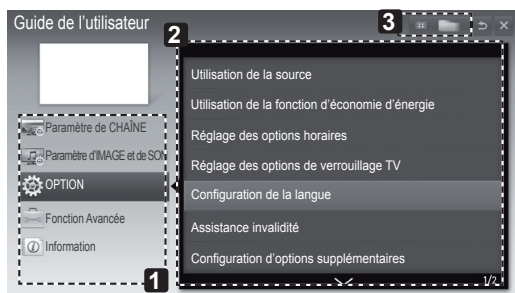 Guide de l'utilisateur
3
2
Utilisation de la source
Utilisation de la fonction d'économie d'énergie
Réglage des options horaires
Réglage des options de verrouillage TV
Configuration de la langue
Assistance invalidité
Configuration d'options supplémentaires
1/2
Paramètre de CHAÎNE
Paramètre d'IMAGE et de SON
OPTION
Fonction Avancée
Information
1